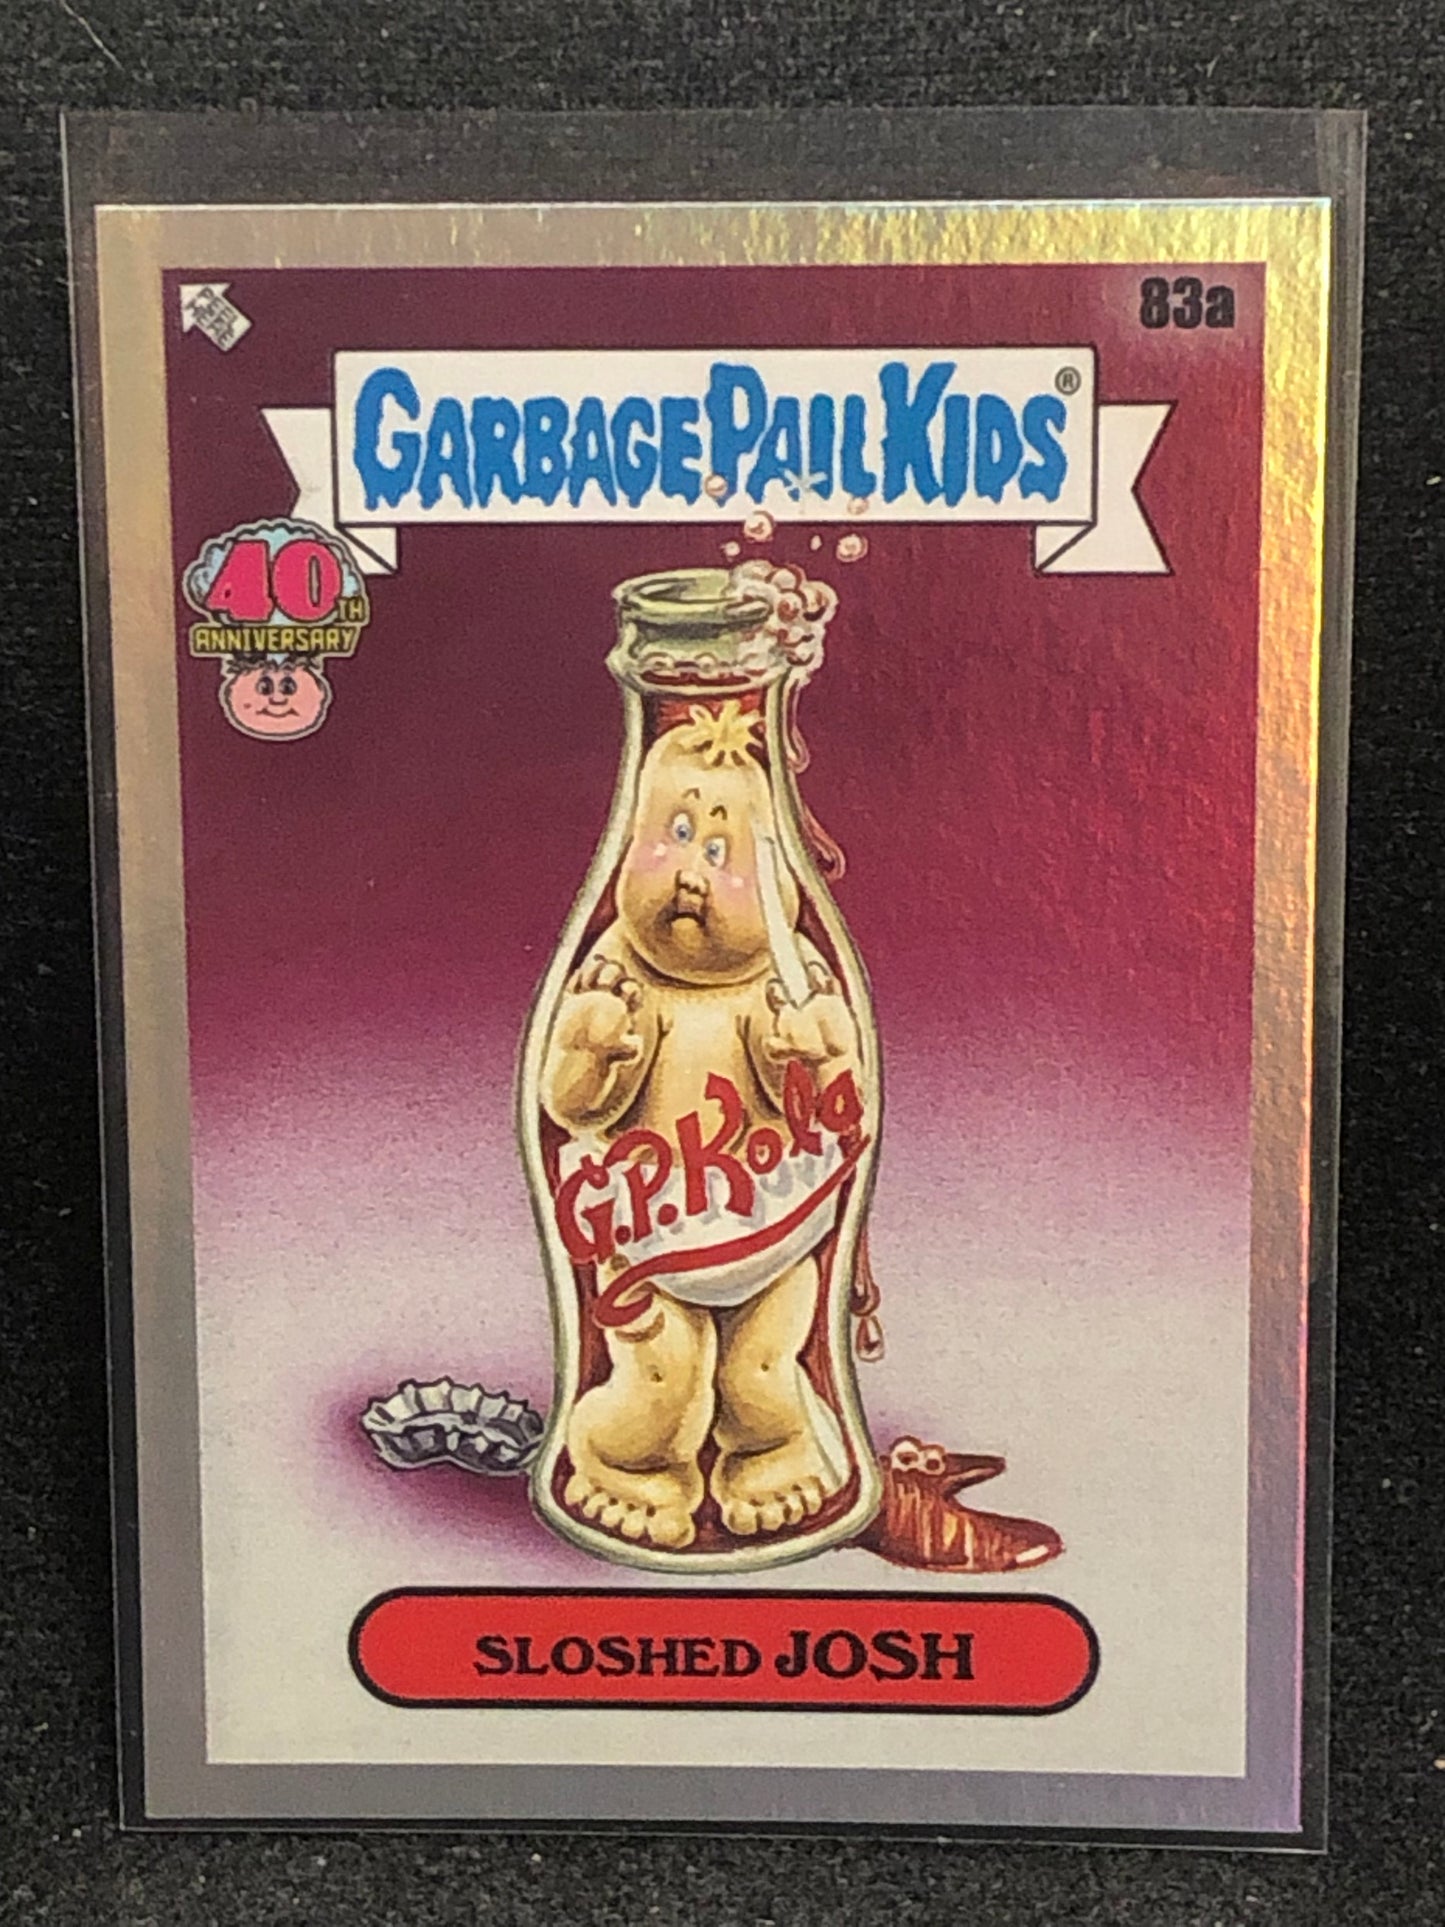 83a
GARBAGE PAIL KIDS®
40TH
ANNIVERSARY
G.P. Kola
SLOSHED JOSH